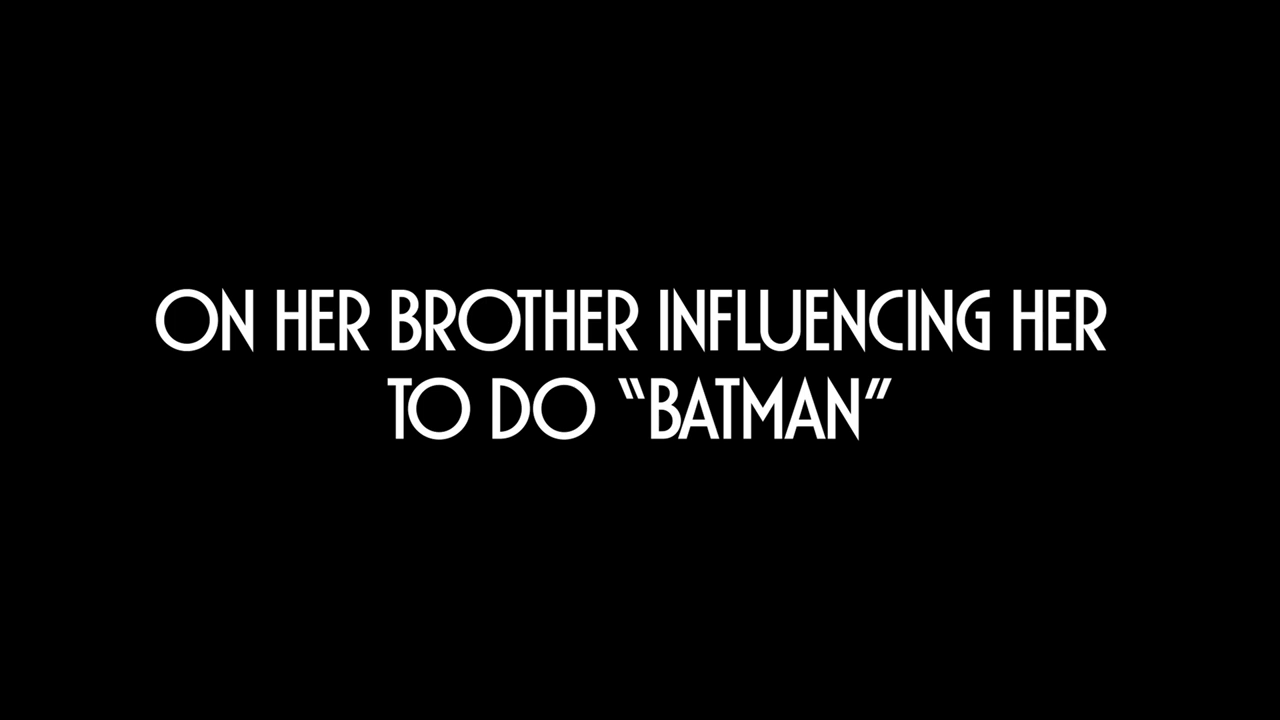 ON HER BROTHER INFLUENCING HER
TO DO “BATMAN”